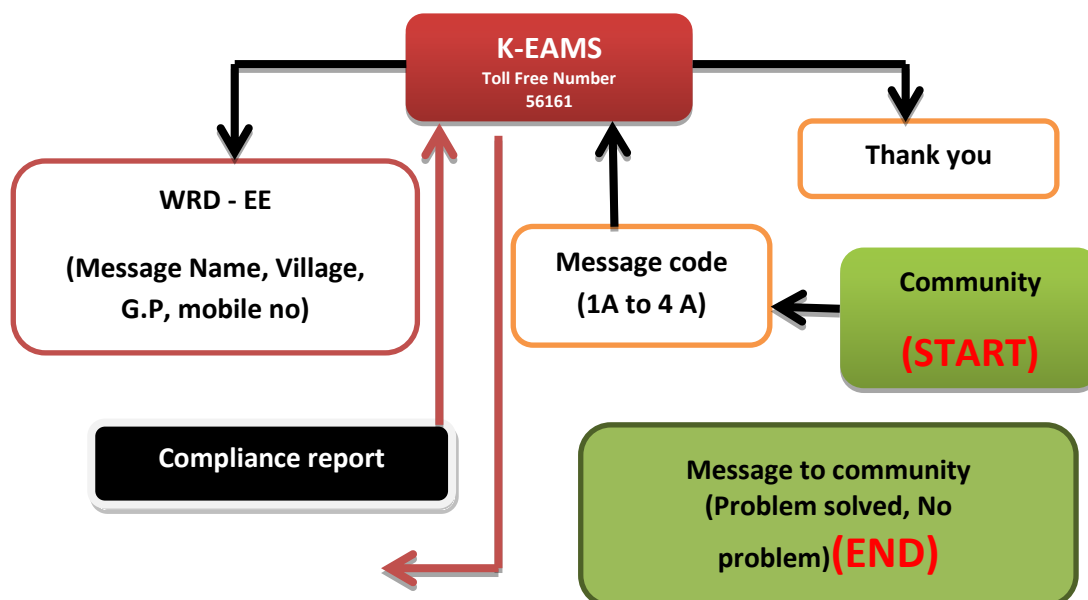 K-EAMS
Toll Free Number
56161
WRD - EE
(Message Name, Village,
G.P, mobile no)
Thank you
Message code
(1A to 4 A)
Community
(START)
Compliance report
Message to community
(Problem solved, No
problem)(END)